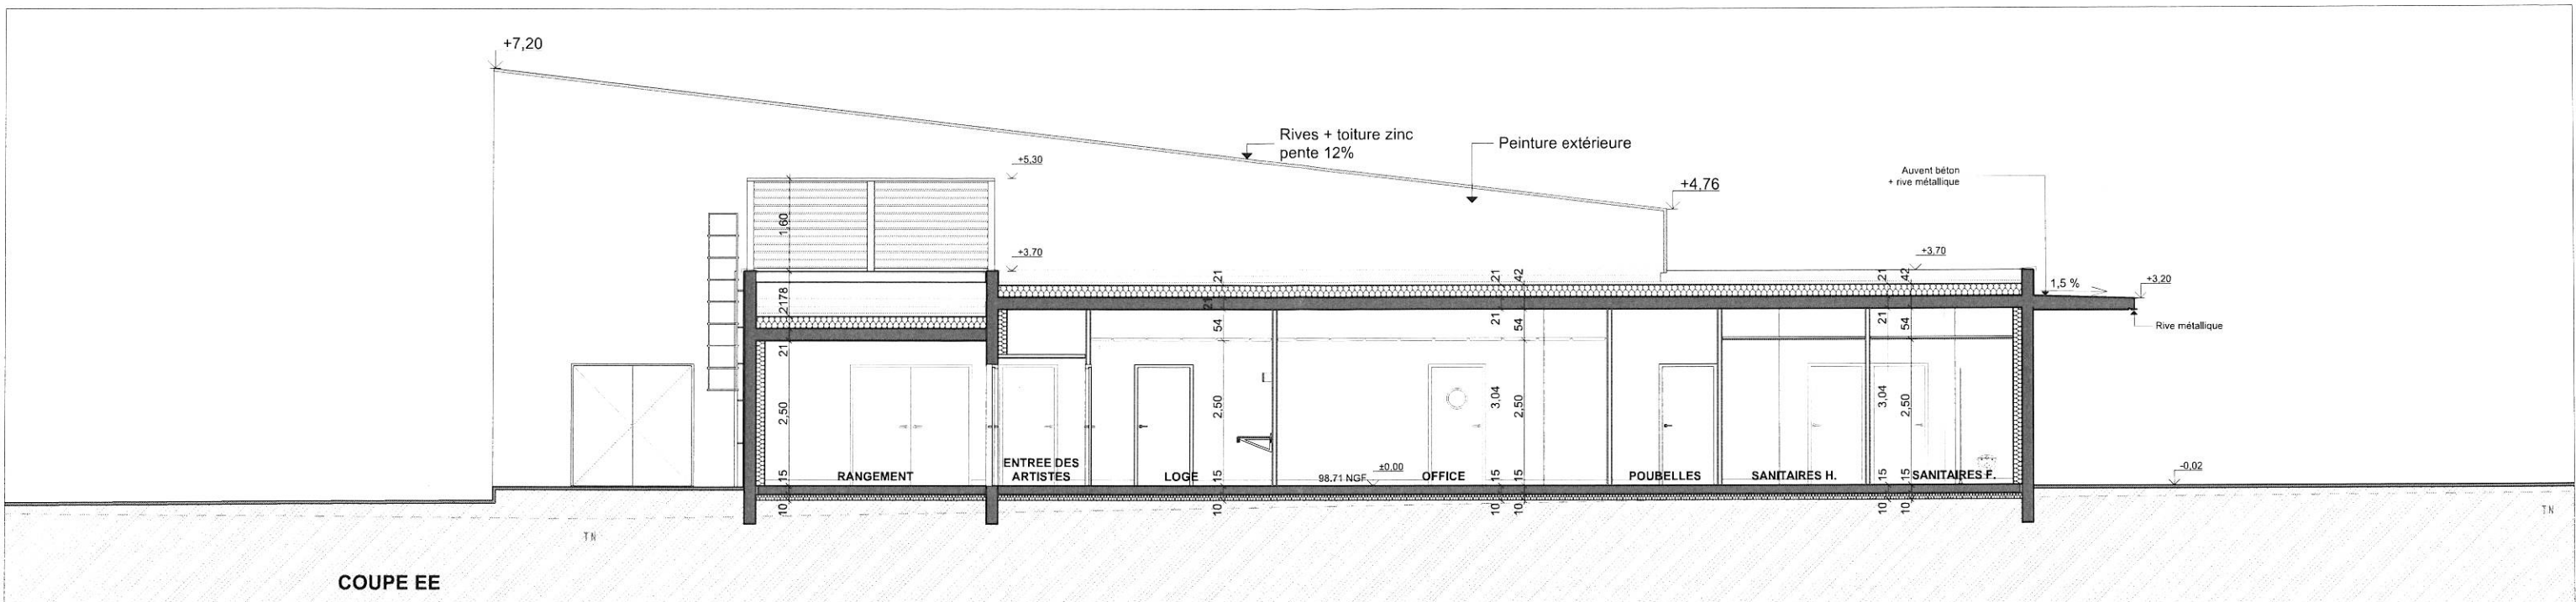 +7,20
Rives + toiture zinc
pente 12%
Peinture extérieure
+5,30
+4,76
Auvent béton
+ rive métallique
1,60
+3,70
+3,70
21
21
42
21
42
1,5 %
+3,20
2178
21
54
21
54
21
54
Rive métallique
21
2,50
2,50
3,04
2,50
3,04
2,50
15
RANGEMENT
ENTREE DES
ARTISTES
LOGE
15
98.71 NGF
±0.00
OFFICE
15
15
POUBELLES
SANITAIRES H.
15
15
SANITAIRES F.
-0,02
10
10
10
10
10
10
TN
TN
COUPE EE